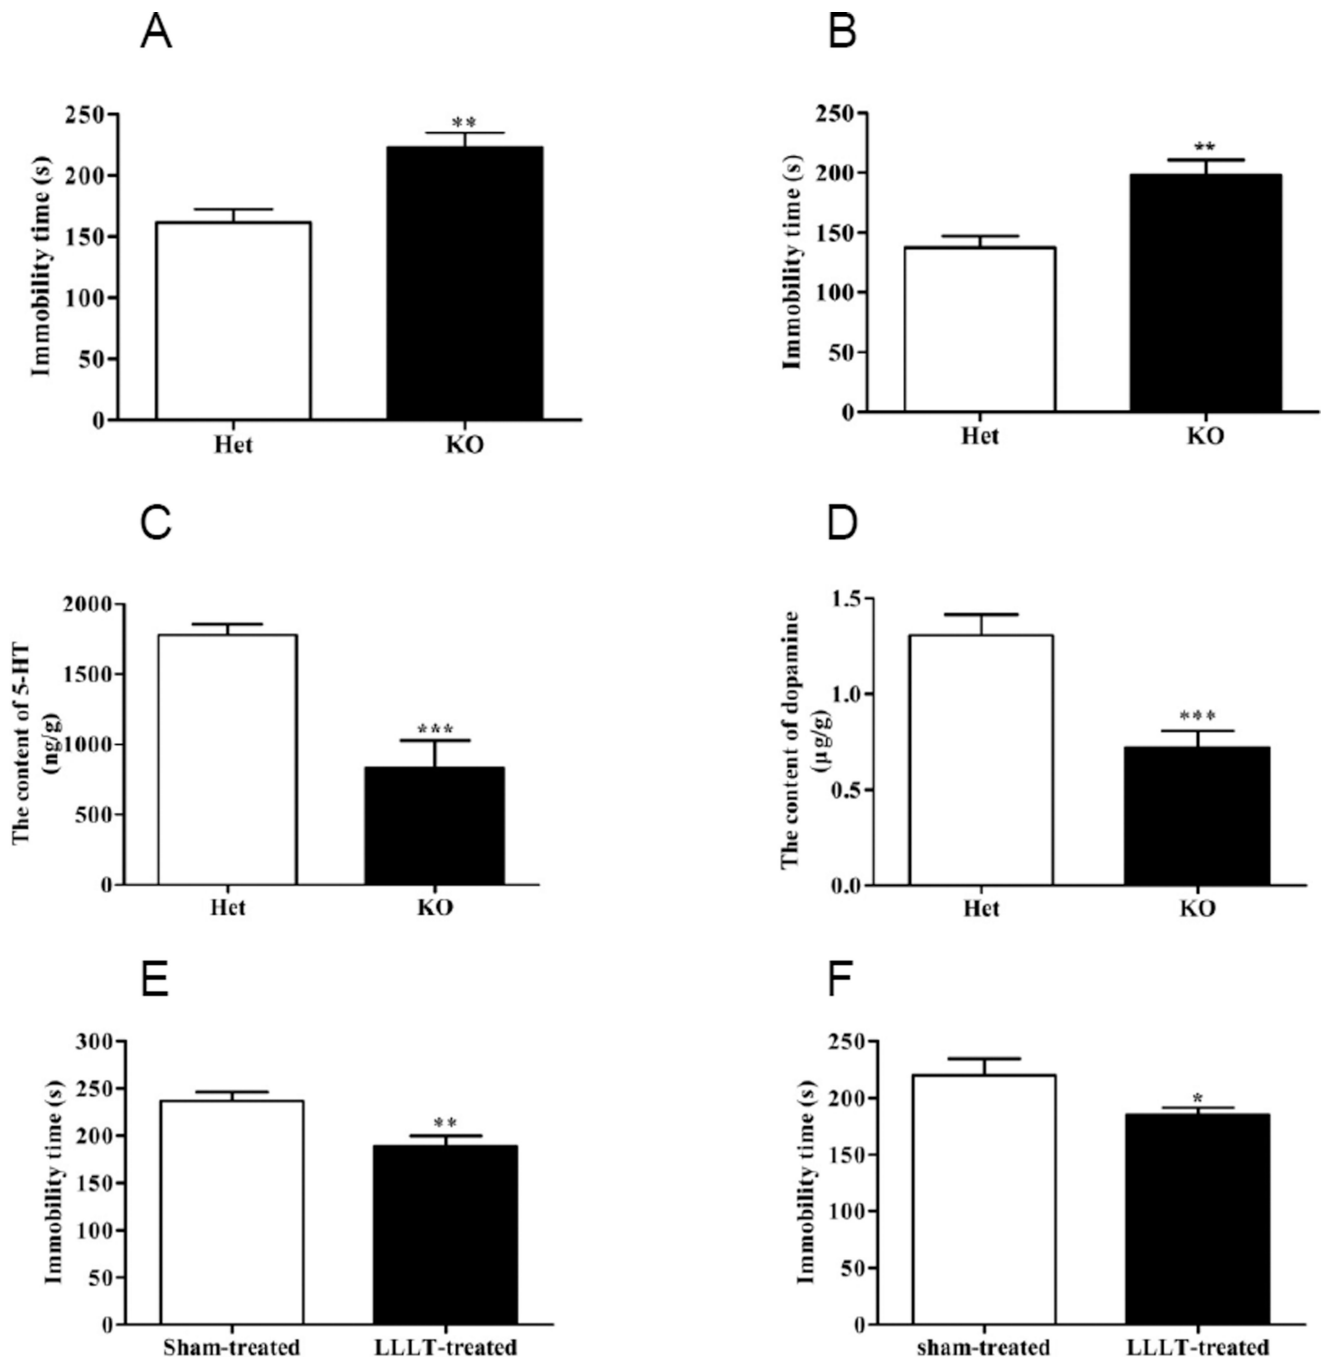 A
Immobility time (s)
250
200
150
100
50
0
**
Het
KO
B
Immobility time (s)
250
200
150
100
50
0
**
Het
KO
C
The content of 5-HT
(ng/g)
2000
1500
1000
500
0
***
Het
KO
D
The content of dopamine
(µg/g)
1.5
1.0
0.5
0.0
***
Het
KO
E
Immobility time (s)
300
250
200
150
100
50
0
**
Sham-treated
LLLT-treated
F
Immobility time (s)
250
200
150
100
50
0
*
sham-treated
LLLT-treated